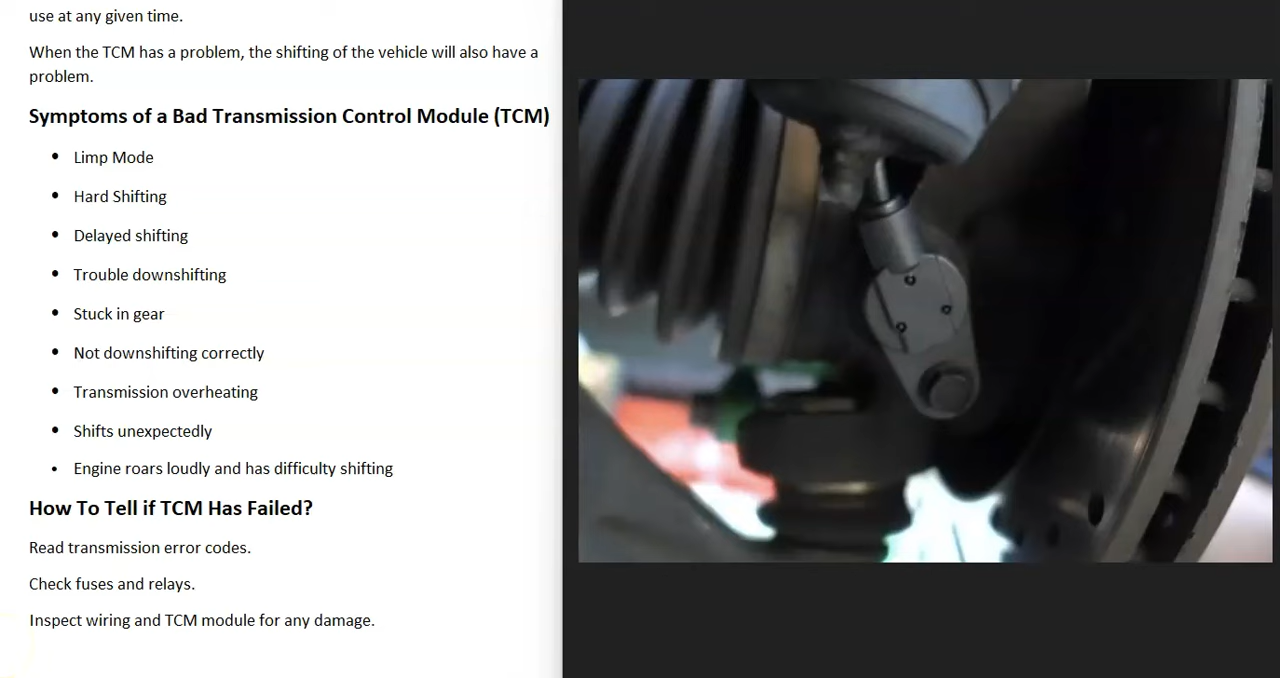 use at any given time.
When the TCM has a problem, the shifting of the vehicle will also have a
problem.
Symptoms of a Bad Transmission Control Module (TCM)
• Limp Mode
• Hard Shifting
• Delayed shifting
• Trouble downshifting
• Stuck in gear
• Not downshifting correctly
• Transmission overheating
• Shifts unexpectedly
• Engine roars loudly and has difficulty shifting
How To Tell if TCM Has Failed?
Read transmission error codes.
Check fuses and relays.
Inspect wiring and TCM module for any damage.